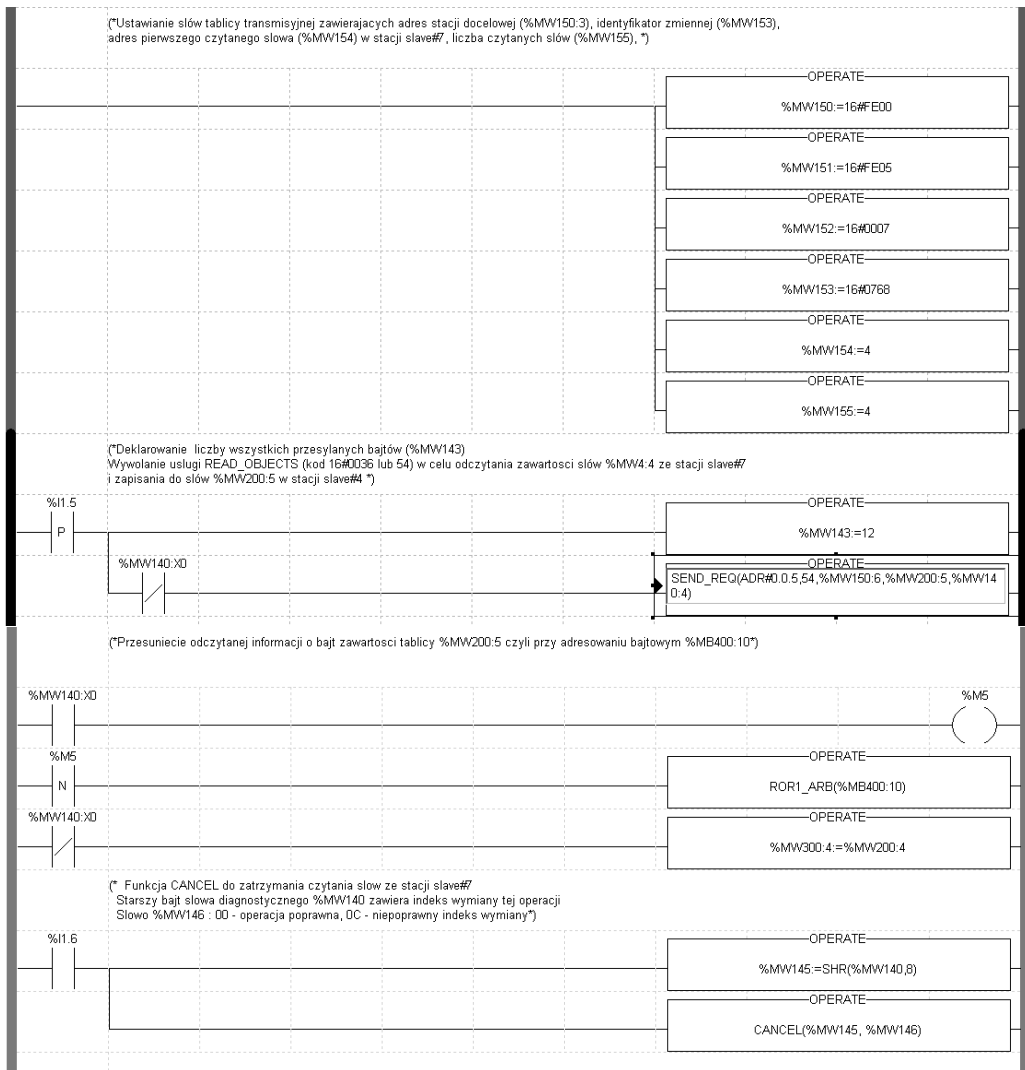 (*Ustawianie slów tablicy transmisyjnej zawierajacych adres stacji docelowej (%MW150:3), identyfikator zmiennej (%MW153),
adres pierwszego czytanego slowa (%MW154) w stacji slave#7, liczba czytanych slów (%MW155), *)
OPERATE
%MW150:=16#FE00
OPERATE
%MW151:=16#FE05
OPERATE
%MW152:=16#0007
OPERATE
%MW153:=16#0768
OPERATE
%MW154:=4
OPERATE
%MW155:=4
(*Deklarowanie liczby wszystkich przesylanych bajtów (%MW143)
Wywolanie uslugi READ_OBJECTS (kod 16#0036 lub 54) w celu odczytania zawartosci slów %MW4:4 ze stacji slave#7
i zapisania do slów %MW200:5 w stacji slave#4 *)
%I1.5
OPERATE
P
%MW143:=12
%MW140:X0
OPERATE
SEND_REQ(ADR#0.0.5,54,%MW150:6,%MW200:5,%MW14
0:4)
(*Przesuniecie odczytanej informacji o bajt zawartosci tablicy %MW200:5 czyli przy adresowaniu bajtowym %MB400:10*)
%MW140:X0
%M5
%M5
OPERATE
N
ROR1_ARB(%MB400:10)
%MW140:X0
OPERATE
%MW300:4:=%MW200:4
(* Funkcja CANCEL do zatrzymania czytania slow ze stacji slave#7
Starszy bajt slowa diagnostycznego %MW140 zawiera indeks wymiany tej operacji
Slowo %MW146 : 00 - operacja poprawna, 0C - niepoprawny indeks wymiany*)
%I1.6
OPERATE
%MW145:=SHR(%MW140,8)
OPERATE
CANCEL(%MW145, %MW146)